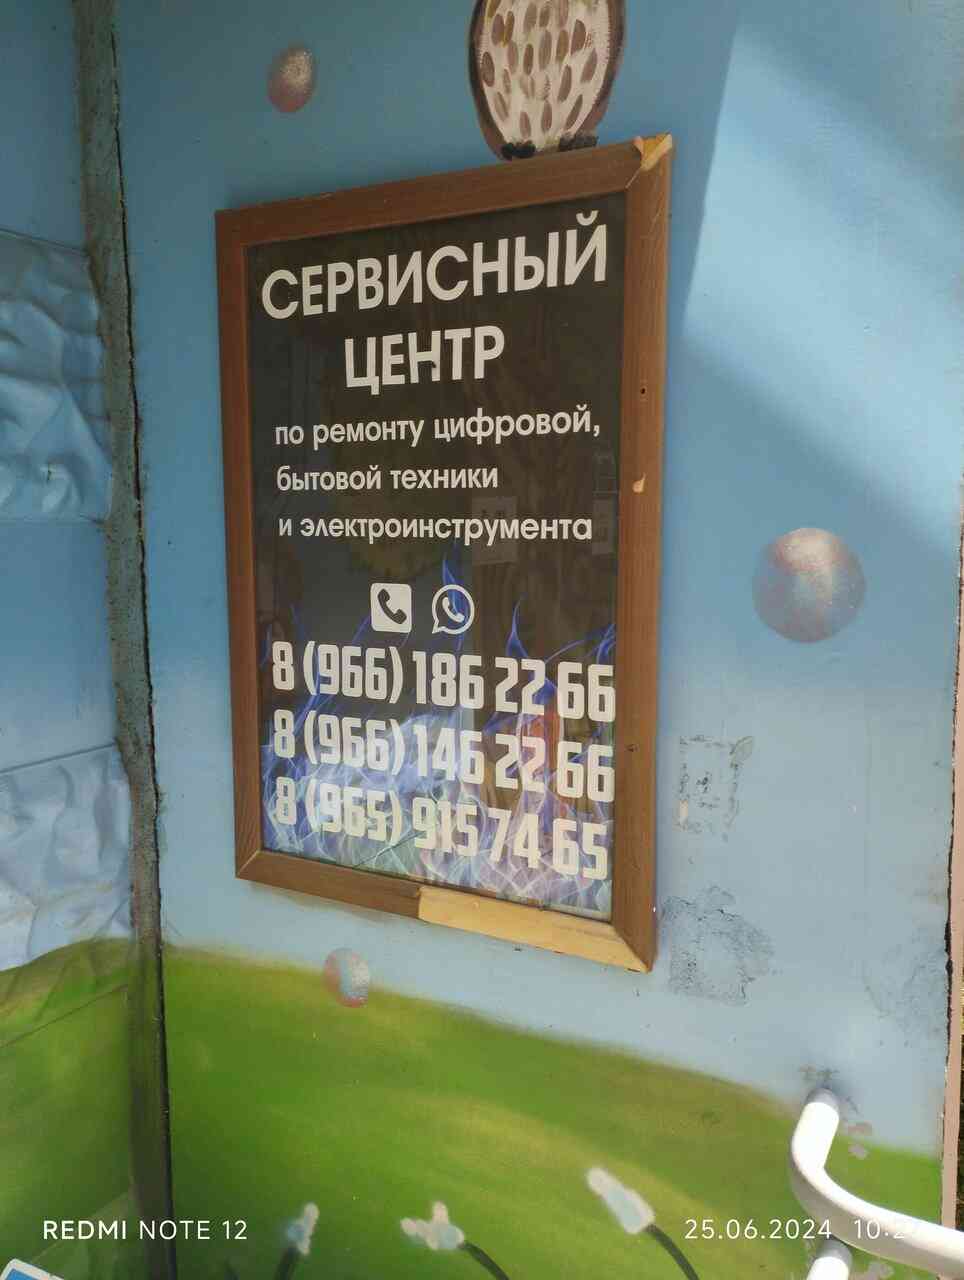 СЕРВИСНЫЙ
ЦЕНТР
по ремонту цифровой,
бытовой техники
и электроинструмента
8 (966) 186 22 66
8 (966) 146 22 66
8 (965) 915 74 65
REDMI NOTE 12
25.06.2024